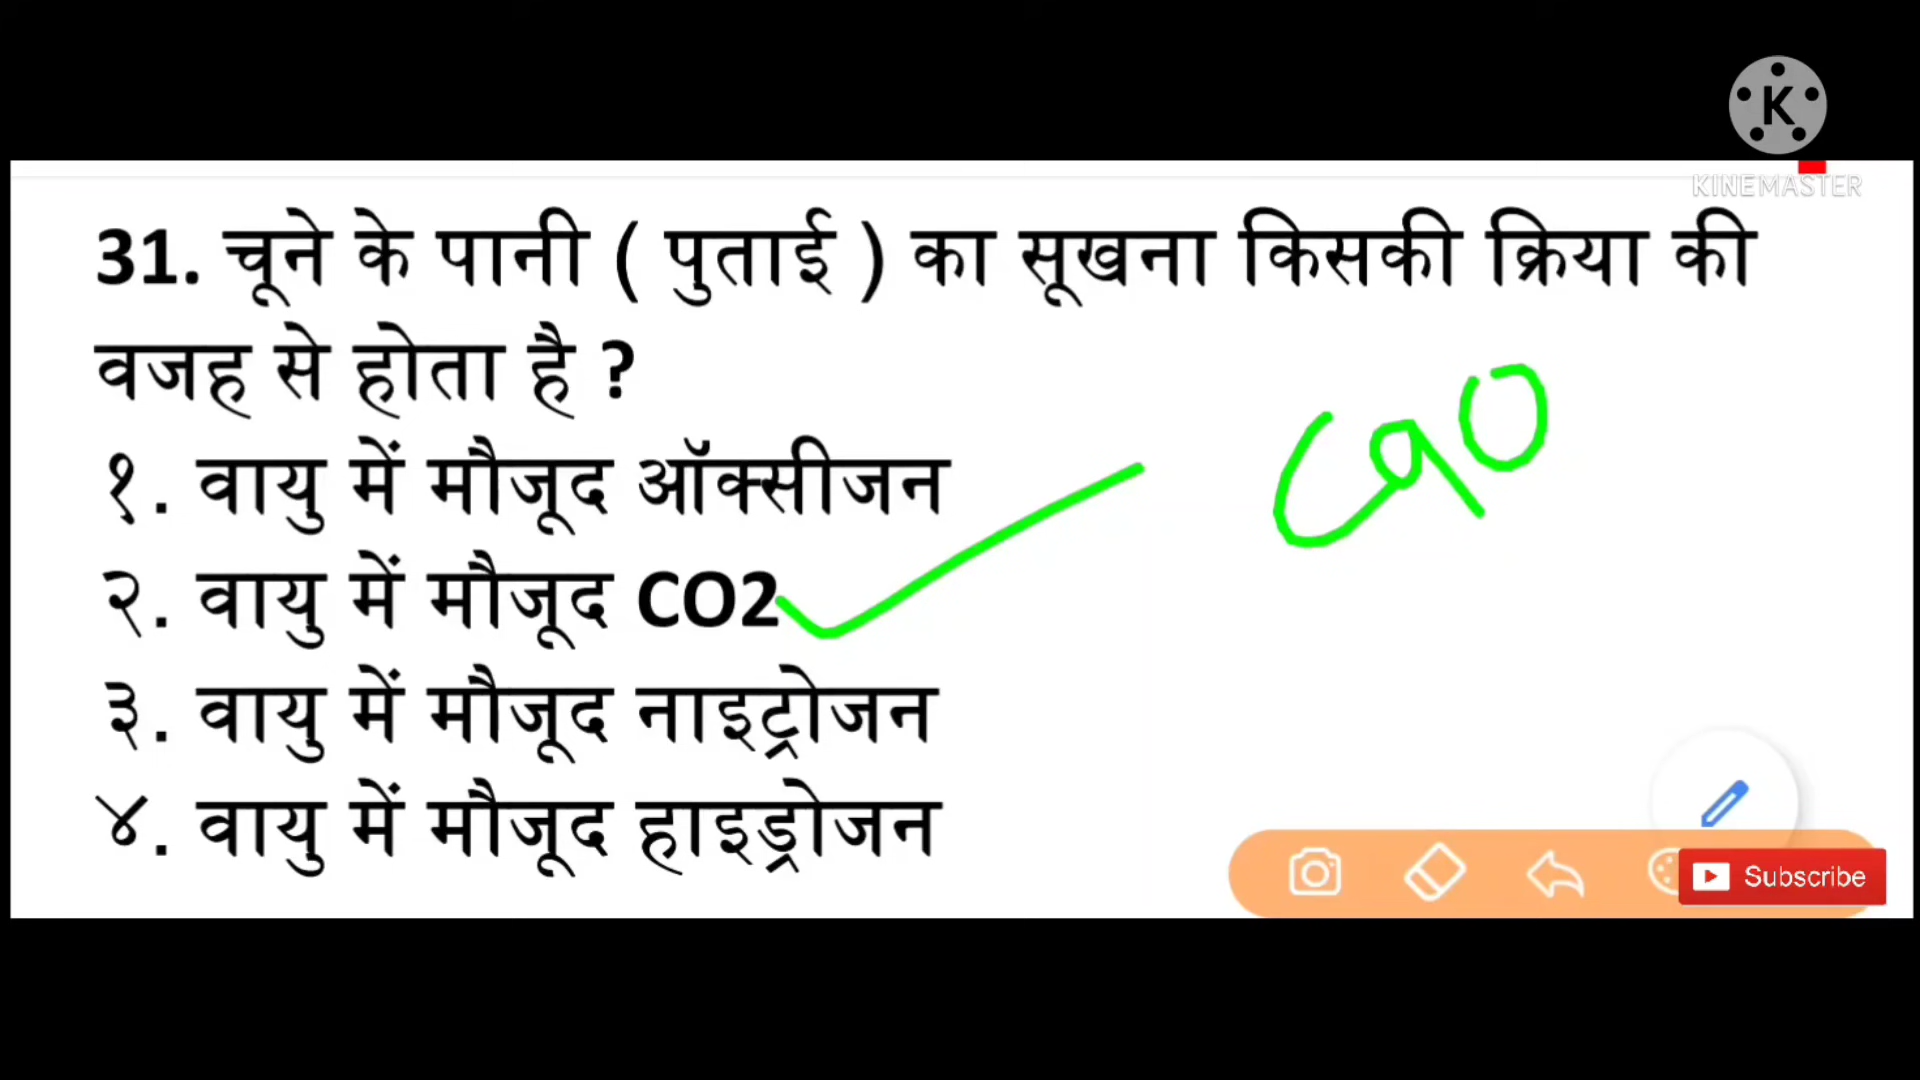 K
KINEMASTER
31. चूने के पानी ( पुताई ) का सूखना किसकी क्रिया की
वजह से होता है ?
१. वायु में मौजूद ऑक्सीजन
CaO
२. वायु में मौजूद CO2
३. वायु में मौजूद नाइट्रोजन
४. वायु में मौजूद हाइड्रोजन
Subscribe